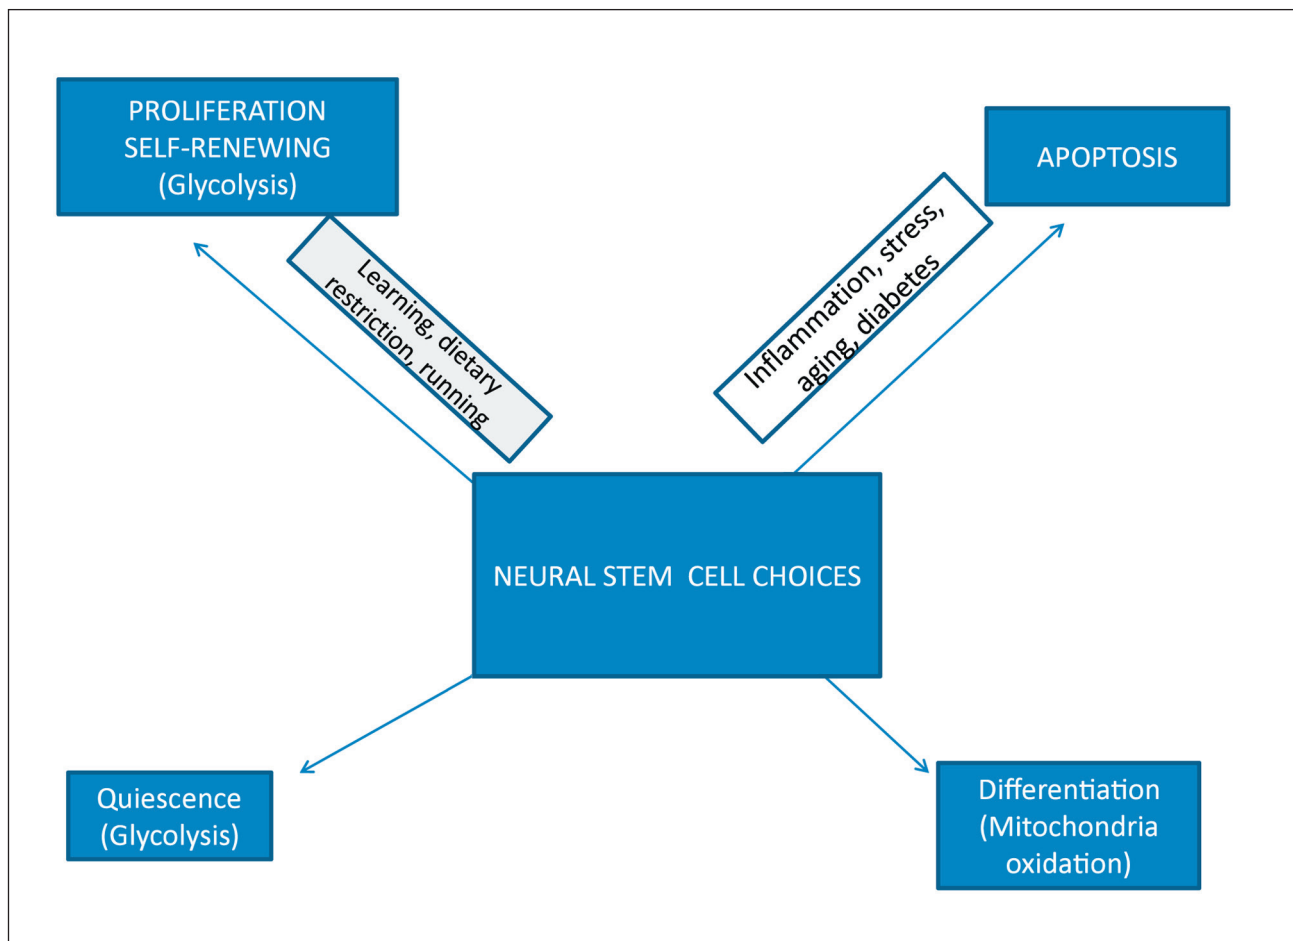 PROLIFERATION
SELF-RENEWING
(Glycolysis)
APOPTOSIS
Learning, dietary
restriction, running
Inflammation, stress,
aging, diabetes
NEURAL STEM  CELL CHOICES
Quiescence
(Glycolysis)
Differentiation
(Mitochondria
oxidation)